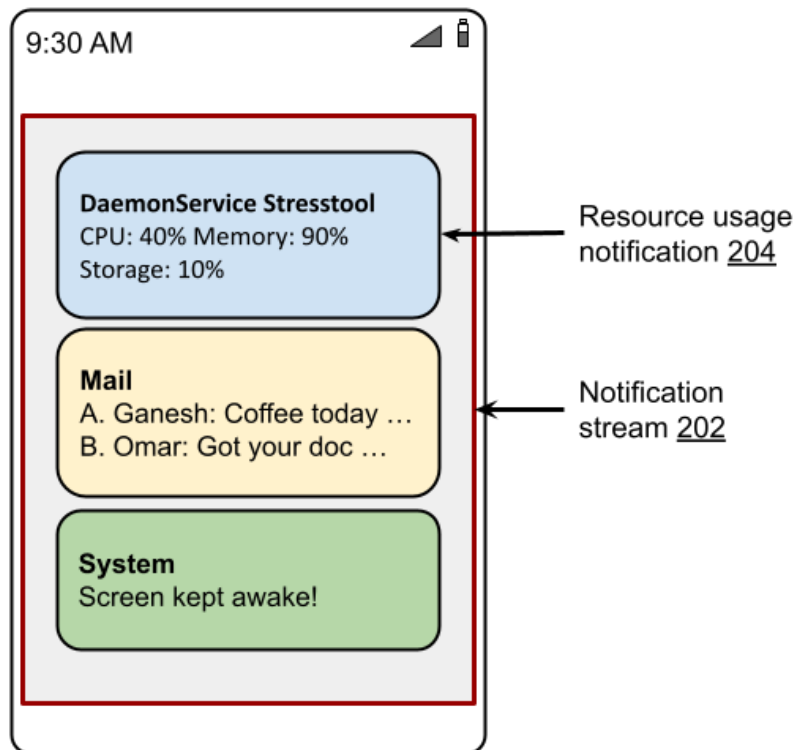 9:30 AM
DaemonService Stresstool
CPU: 40% Memory: 90%
Storage: 10%
Resource usage
notification 204
Mail
A. Ganesh: Coffee today …
B. Omar: Got your doc …
Notification
stream 202
System
Screen kept awake!